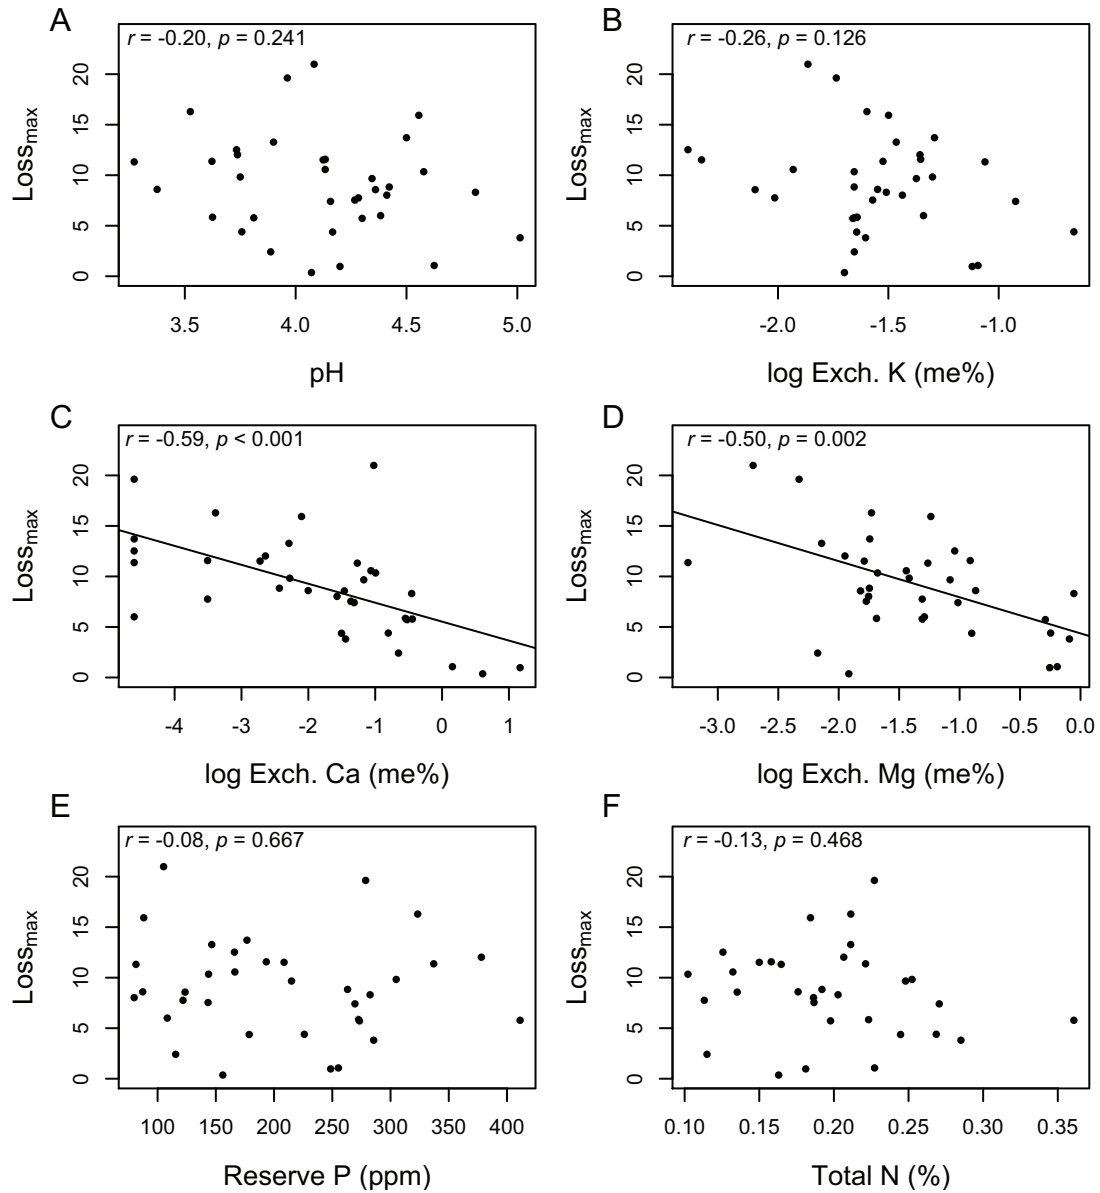 A
r = -0.20, p = 0.241
Lossmax
0 5 10 15 20
3.5 4.0 4.5 5.0
pH
B
r = -0.26, p = 0.126
Lossmax
0 5 10 15 20
-2.0 -1.5 -1.0
log Exch. K (me%)
C
r = -0.59, p < 0.001
Lossmax
0 5 10 15 20
-4 -3 -2 -1 0 1
log Exch. Ca (me%)
D
r = -0.50, p = 0.002
Lossmax
0 5 10 15 20
-3.0 -2.5 -2.0 -1.5 -1.0 -0.5 0.0
log Exch. Mg (me%)
E
r = -0.08, p = 0.667
Lossmax
0 5 10 15 20
100 150 200 250 300 350 400
Reserve P (ppm)
F
r = -0.13, p = 0.468
Lossmax
0 5 10 15 20
0.10 0.15 0.20 0.25 0.30 0.35
Total N (%)